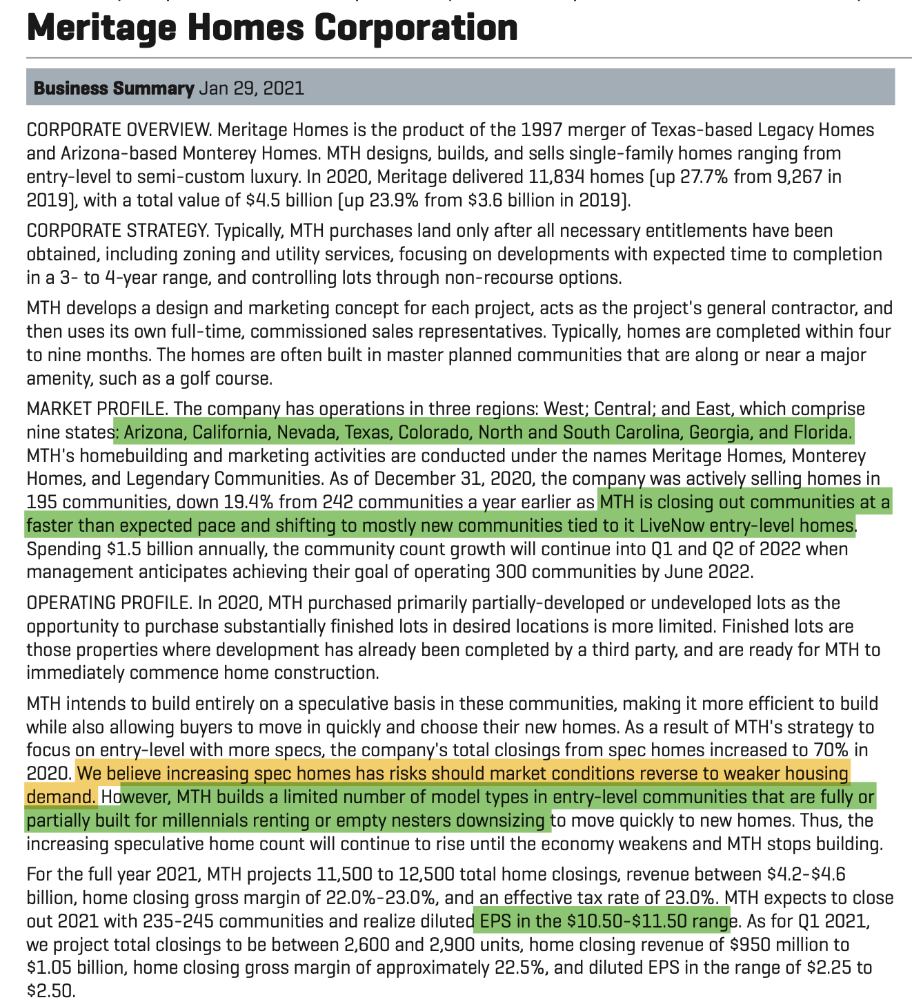 Meritage Homes Corporation
Business Summary Jan 29, 2021
CORPORATE OVERVIEW. Meritage Homes is the product of the 1997 merger of Texas-based Legacy Homes
and Arizona-based Monterey Homes. MTH designs, builds, and sells single-family homes ranging from
entry-level to semi-custom luxury. In 2020, Meritage delivered 11,834 homes (up 27.7% from 9,267 in
2019), with a total value of $4.5 billion (up 23.9% from $3.6 billion in 2019).
CORPORATE STRATEGY. Typically, MTH purchases land only after all necessary entitlements have been
obtained, including zoning and utility services, focusing on developments with expected time to completion
in a 3- to 4-year range, and controlling lots through non-recourse options.
MTH develops a design and marketing concept for each project, acts as the project's general contractor, and
then uses its own full-time, commissioned sales representatives. Typically, homes are completed within four
to nine months. The homes are often built in master planned communities that are along or near a major
amenity, such as a golf course.
MARKET PROFILE. The company has operations in three regions: West; Central; and East, which comprise
nine states: Arizona, California, Nevada, Texas, Colorado, North and South Carolina, Georgia, and Florida.
MTH's homebuilding and marketing activities are conducted under the names Meritage Homes, Monterey
Homes, and Legendary Communities. As of December 31, 2020, the company was actively selling homes in
195 communities, down 19.4% from 242 communities a year earlier as MTH is closing out communities at a
faster than expected pace and shifting to mostly new communities tied to it LiveNow entry-level homes.
Spending $1.5 billion annually, the community count growth will continue into Q1 and Q2 of 2022 when
management anticipates achieving their goal of operating 300 communities by June 2022.
OPERATING PROFILE. In 2020, MTH purchased primarily partially-developed or undeveloped lots as the
opportunity to purchase substantially finished lots in desired locations is more limited. Finished lots are
those properties where development has already been completed by a third party, and are ready for MTH to
immediately commence home construction.
MTH intends to build entirely on a speculative basis in these communities, making it more efficient to build
while also allowing buyers to move in quickly and choose their new homes. As a result of MTH's strategy to
focus on entry-level with more specs, the company's total closings from spec homes increased to 70% in
2020. We believe increasing spec homes has risks should market conditions reverse to weaker housing
demand. However, MTH builds a limited number of model types in entry-level communities that are fully or
partially built for millennials renting or empty nesters downsizing to move quickly to new homes. Thus, the
increasing speculative home count will continue to rise until the economy weakens and MTH stops building.
For the full year 2021, MTH projects 11,500 to 12,500 total home closings, revenue between $4.2-$4.6
billion, home closing gross margin of 22.0%-23.0%, and an effective tax rate of 23.0%. MTH expects to close
out 2021 with 235-245 communities and realize diluted EPS in the $10.50-$11.50 range. As for Q1 2021,
we project total closings to be between 2,600 and 2,900 units, home closing revenue of $950 million to
$1.05 billion, home closing gross margin of approximately 22.5%, and diluted EPS in the range of $2.25 to
$2.50.